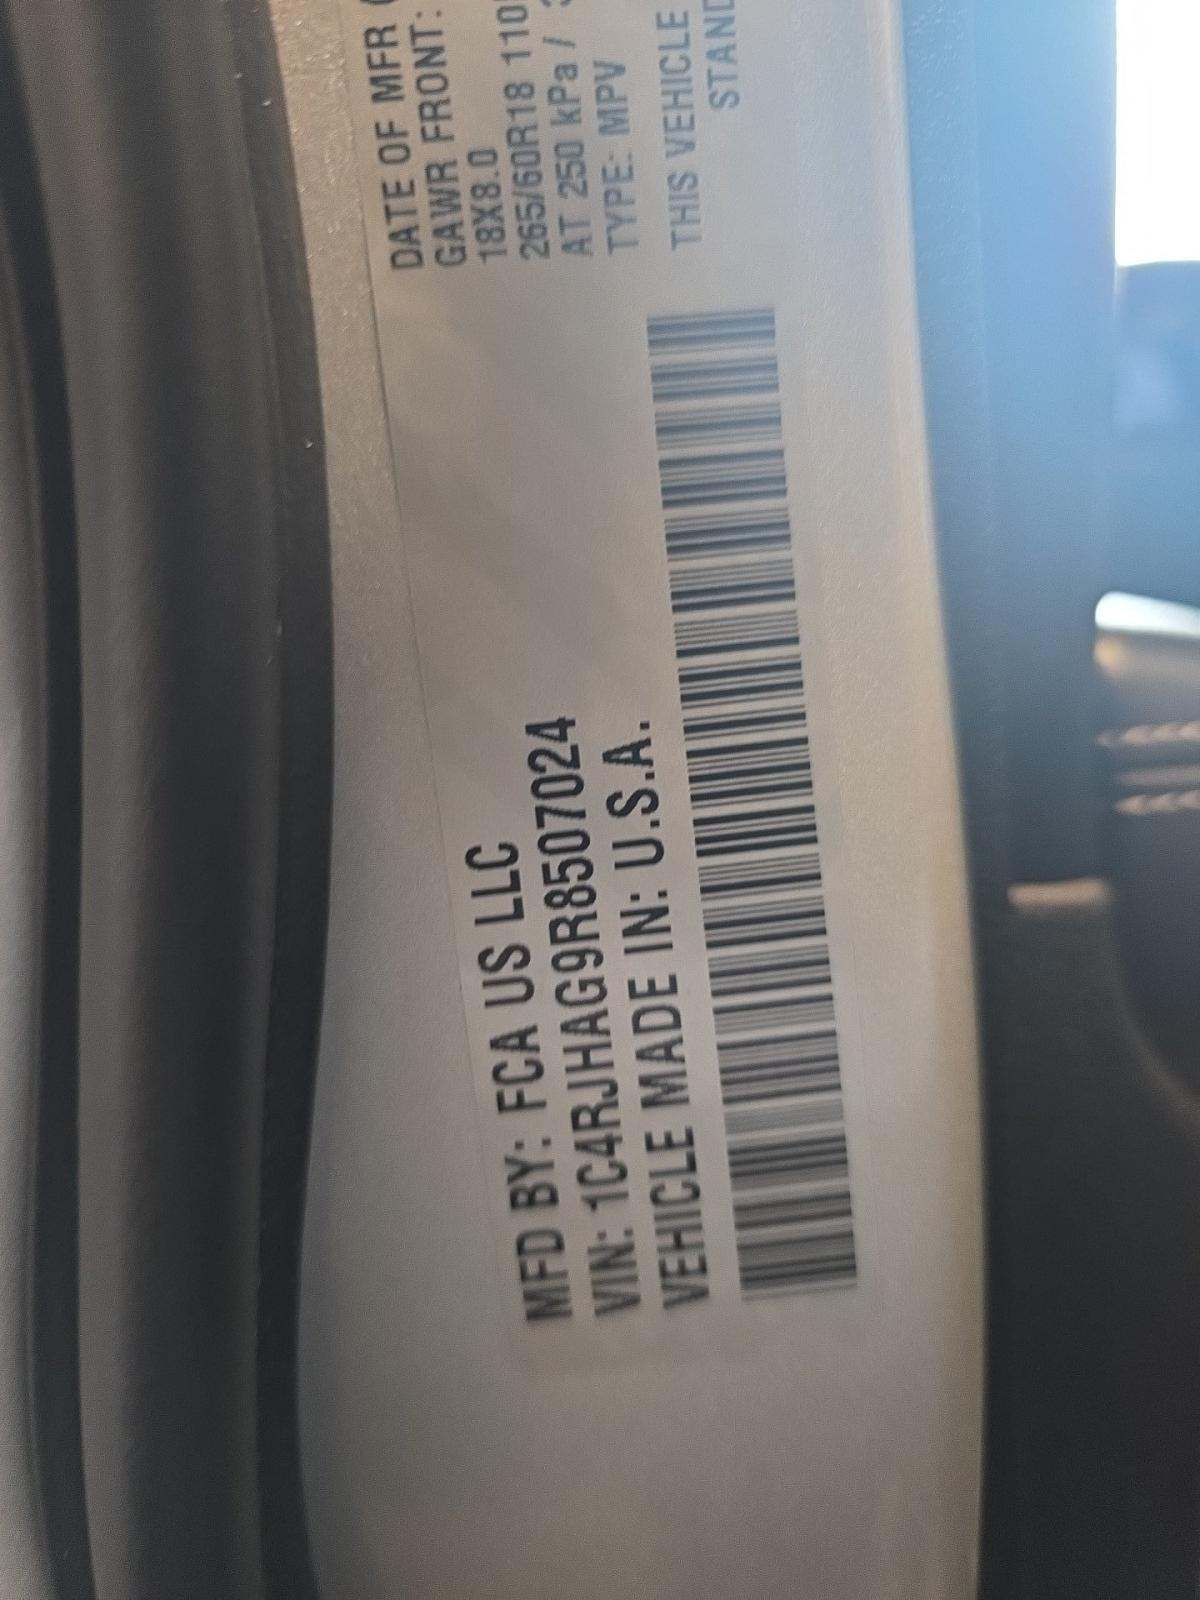 MFD BY: FCA US LLC
VIN: 1C4RJHAG9R8507024
VEHICLE MADE IN: U.S.A.
DATE OF MFR
GAWR FRONT:
18X8.0
265/60R18 110
AT 250 kPa /
TYPE: MPV
THIS VEHICLE
STAND